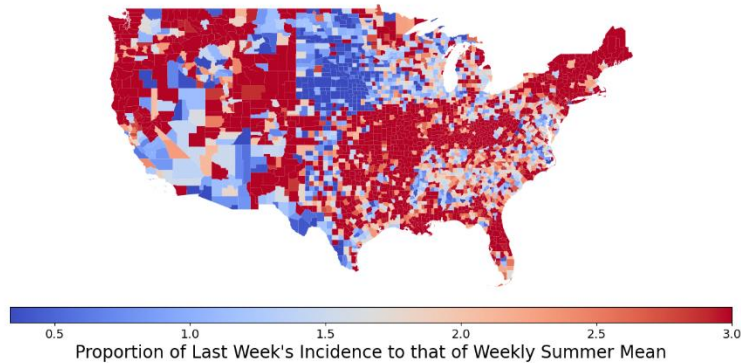 0.5 1.0 1.5 2.0 2.5 3.0
Proportion of Last Week's Incidence to that of Weekly Summer Mean